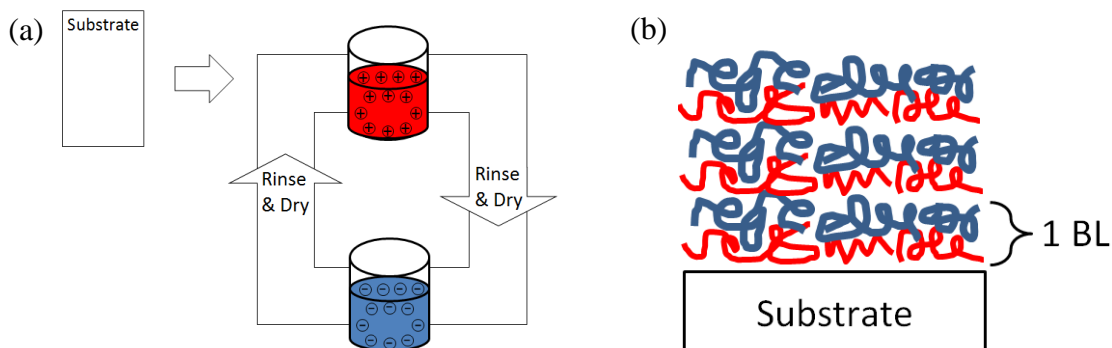 (a)
Substrate
Rinse
& Dry
Rinse
& Dry
(b)
1 BL
Substrate